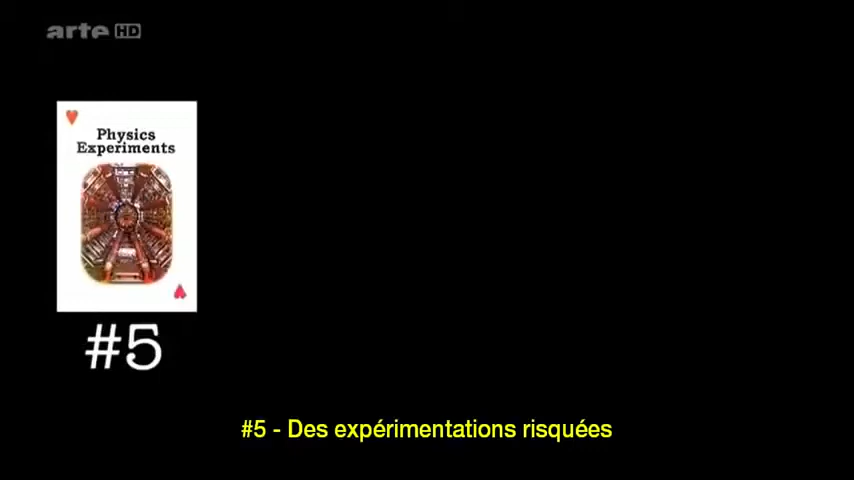 arte HD
Physics
Experiments
#5
#5 - Des expérimentations risquées